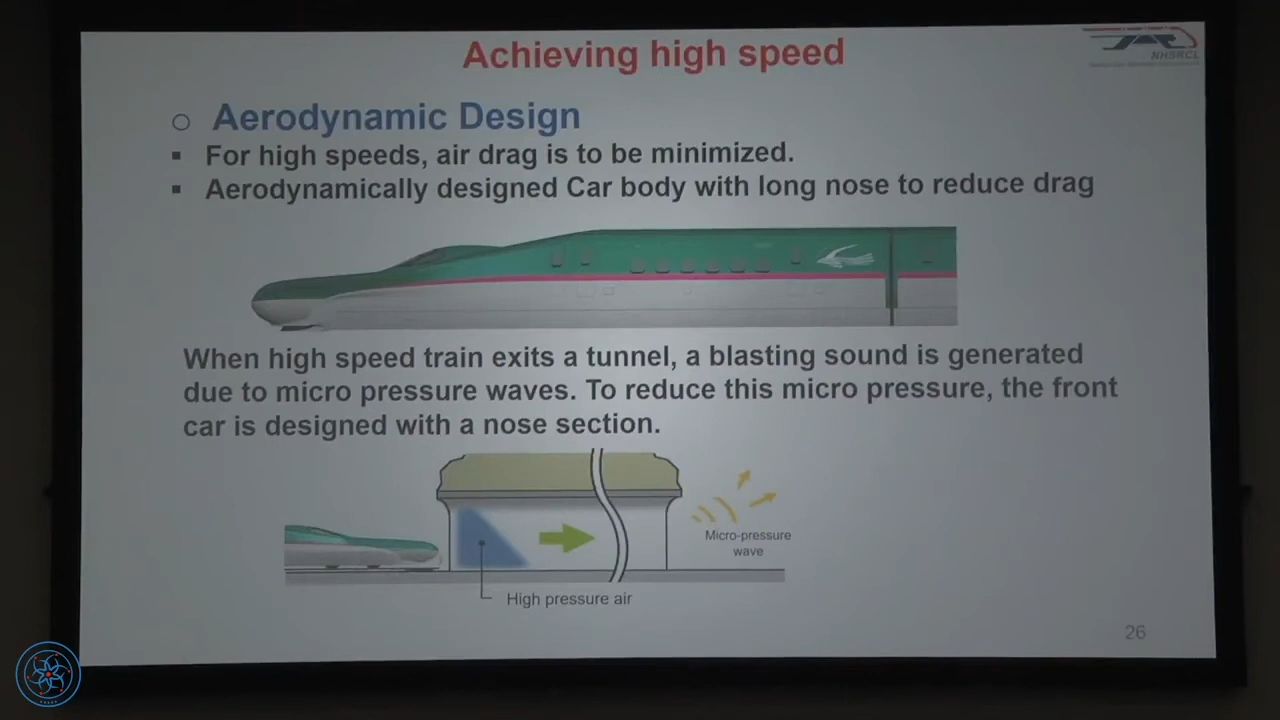 Achieving high speed
NHSRCL
Aerodynamic Design
For high speeds, air drag is to be minimized.
Aerodynamically designed Car body with long nose to reduce drag
When high speed train exits a tunnel, a blasting sound is generated
due to micro pressure waves. To reduce this micro pressure, the front
car is designed with a nose section.
Micro-pressure
wave
High pressure air
26